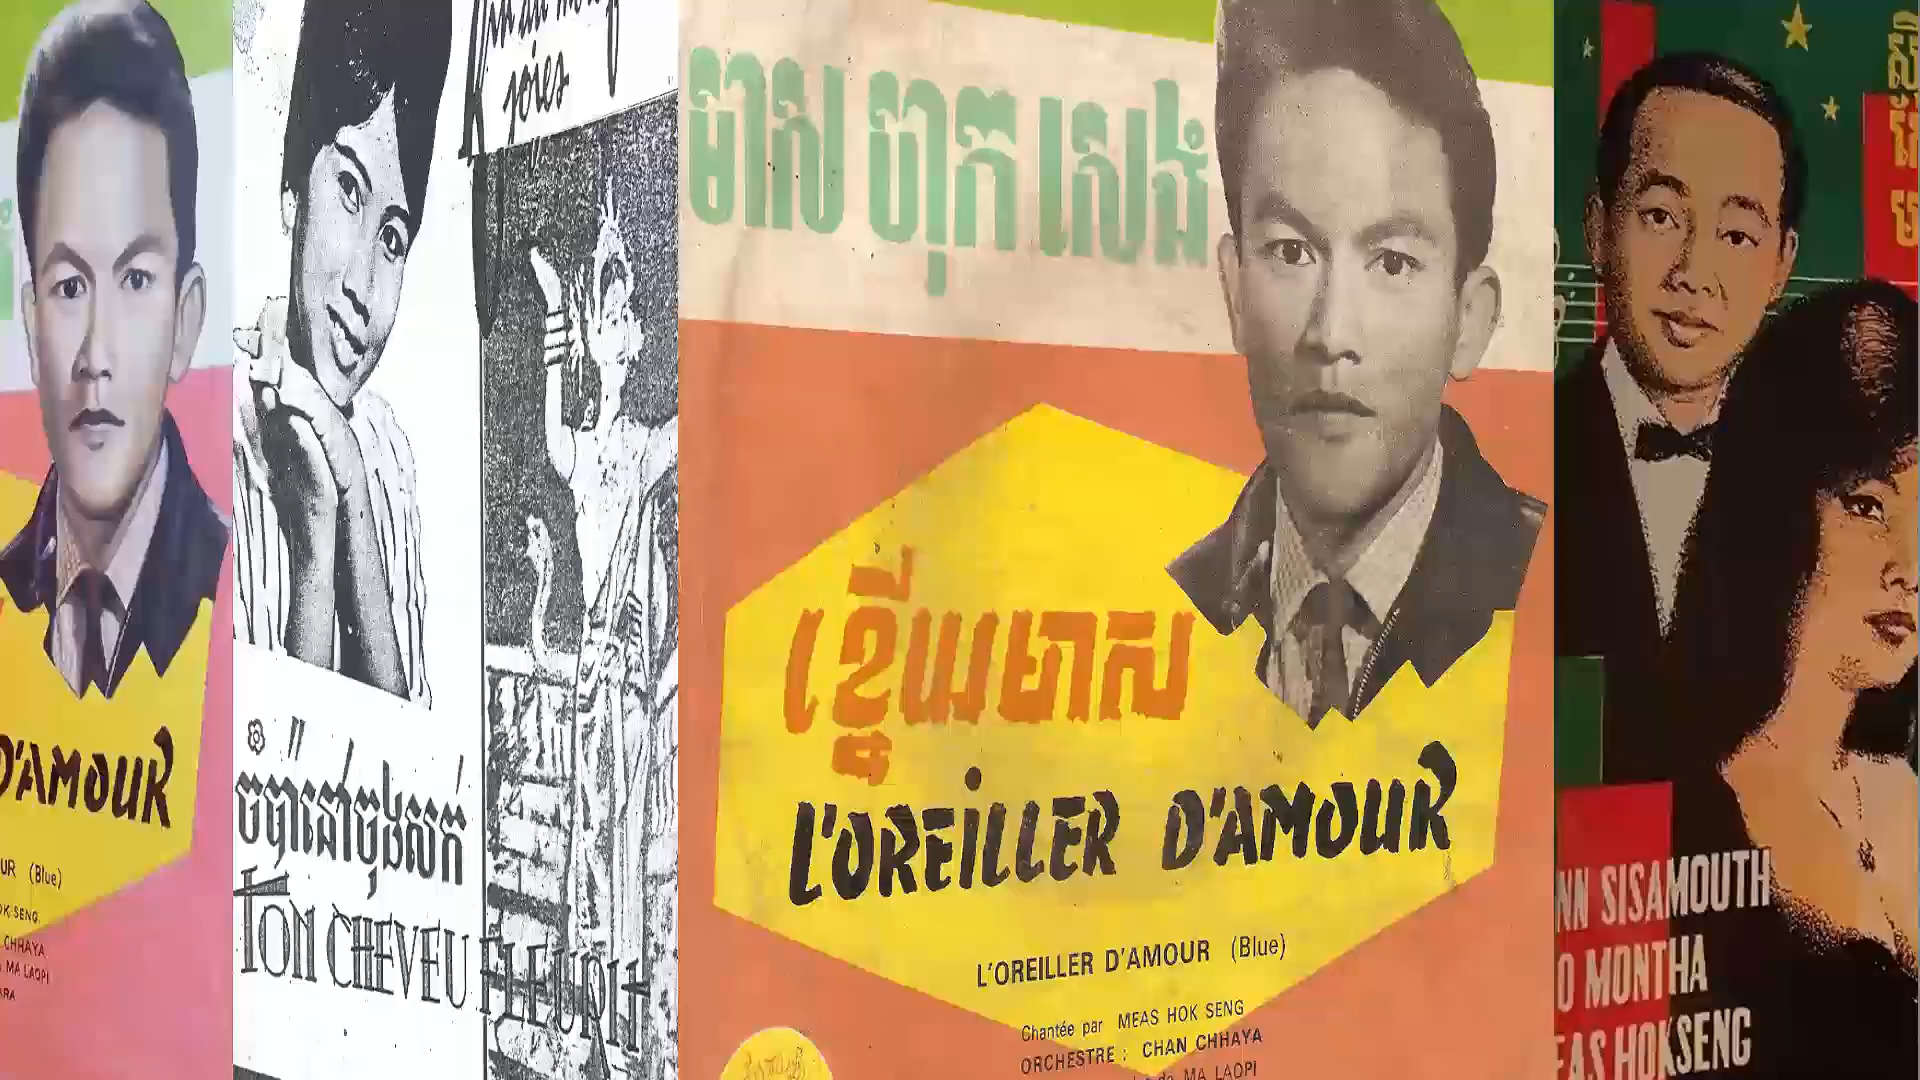 D'AMOUR
UR (Blue)
OK SENG
CHHAYA
MA LAOPI
ARA
joies
ចំប៉ានៅចុងសក់
TON CHEVEU FLEURIT
មាស ហុក សេង
ខ្នើយមាស
L'OREILLER D'AMOUR
L'OREILLER D'AMOUR (Blue)
Chantée par MEAS HOK SENG
ORCHESTRE : CHAN CHHAYA
de MA LAOPI
NN SISAMOUTH
O MONTHA
EAS HOKSENG